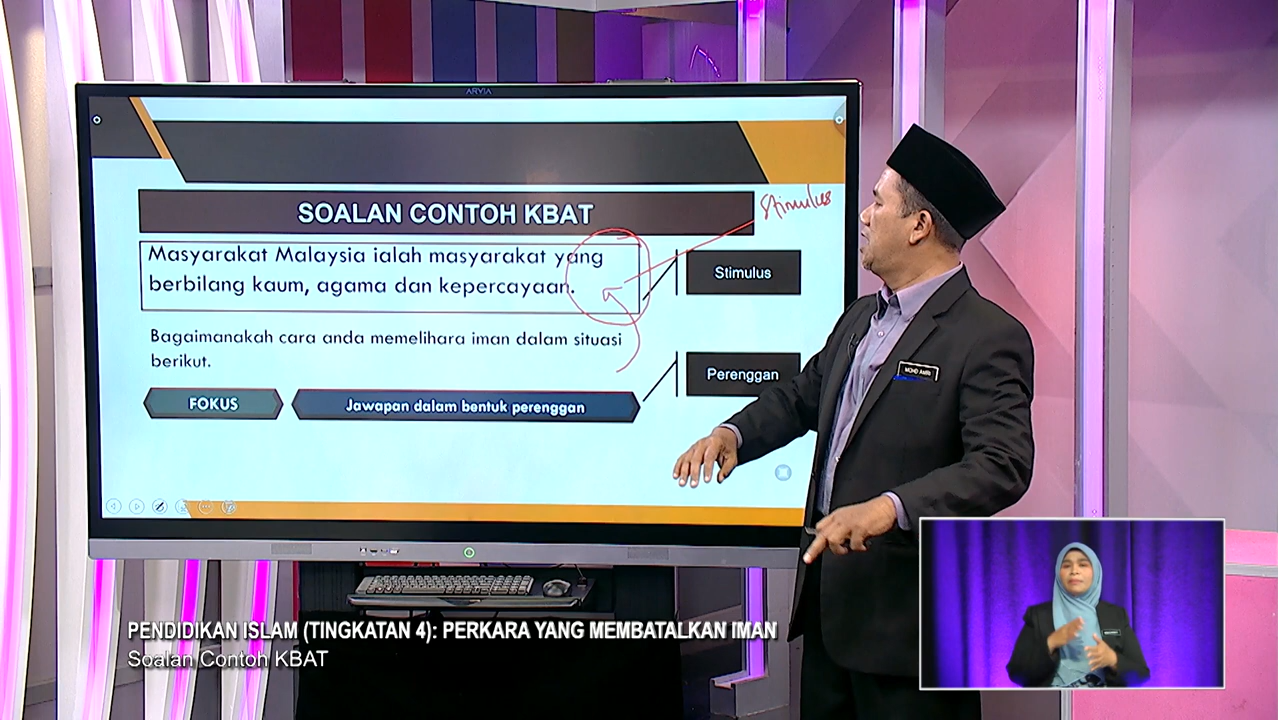 ARVIA
SOALAN CONTOH KBAT
Stimulus
Masyarakat Malaysia ialah masyarakat yang
berbilang kaum, agama dan kepercayaan.
Stimulus
Bagaimanakah cara anda memelihara iman dalam situasi
berikut.
Perenggan
FOKUS
Jawapan dalam bentuk perenggan
MOHD AMRI
PENDIDIKAN ISLAM (TINGKATAN 4): PERKARA YANG MEMBATALKAN IMAN
Soalan Contoh KBAT